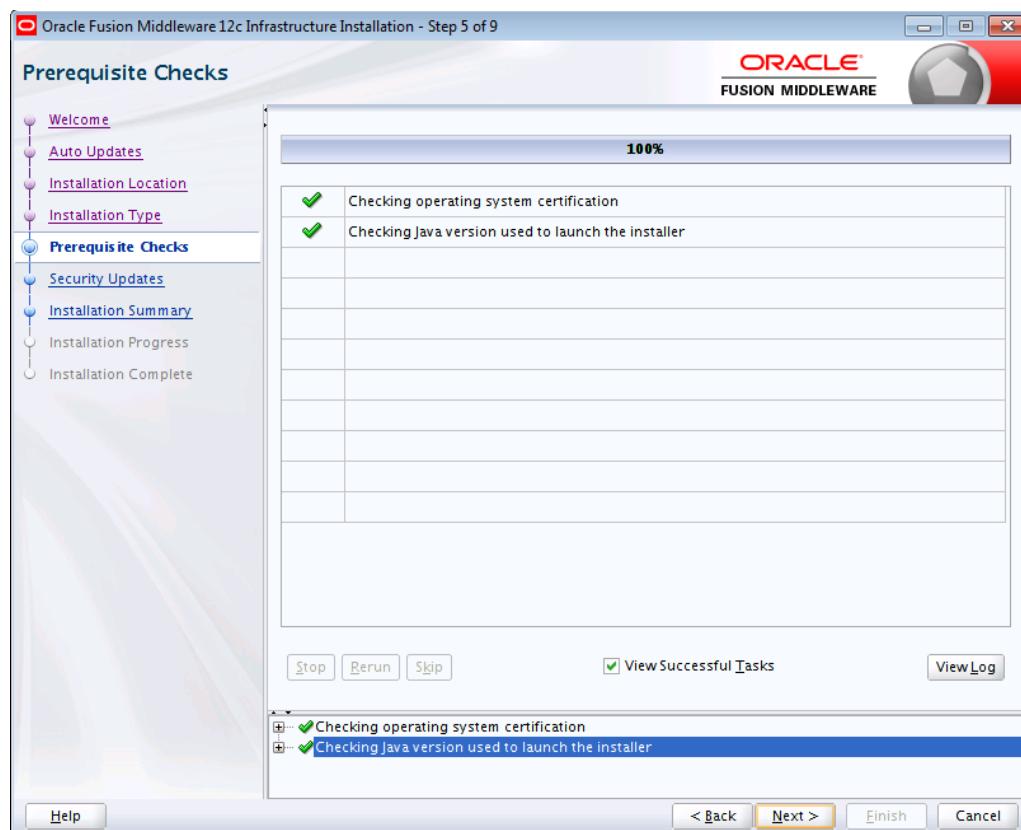 Oracle Fusion Middleware 12c Infrastructure Installation - Step 5 of 9
Prerequisite Checks
ORACLE
FUSION MIDDLEWARE
Welcome
Auto Updates
Installation Location
Installation Type
Prerequisite Checks
Security Updates
Installation Summary
Installation Progress
Installation Complete
100%
Checking operating system certification
Checking Java version used to launch the installer
Stop Rerun Skip View Successful Tasks View Log
Checking operating system certification
Checking Java version used to launch the installer
Help < Back Next > Finish Cancel